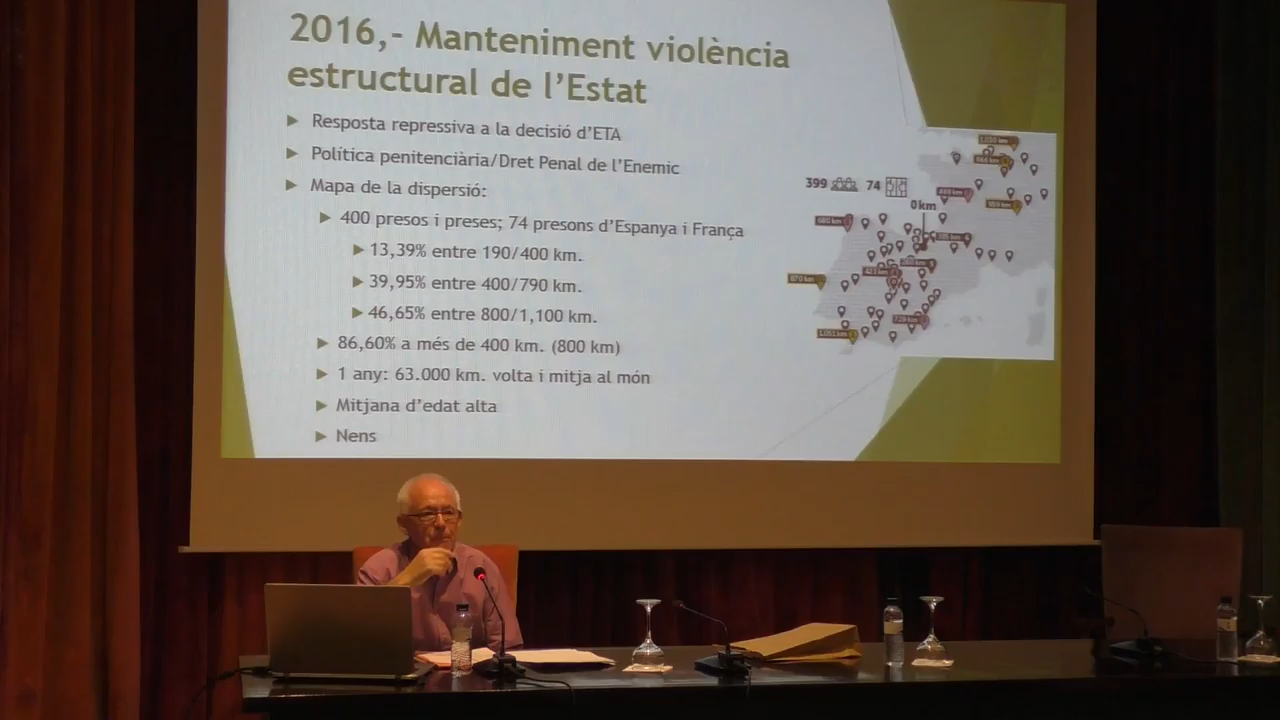 2016,- Manteniment violència
estructural de l'Estat
Resposta repressiva a la decisió d'ETA
Política penitenciària/Dret Penal de l'Enemic
Mapa de la dispersió:
400 presos i preses; 74 presons d'Espanya i França
13,39% entre 190/400 km.
39,95% entre 400/790 km.
46,65% entre 800/1,100 km.
86,60% a més de 400 km. (800 km)
1 any: 63.000 km. volta i mitja al món
Mitjana d'edat alta
Nens
399 74
0 km